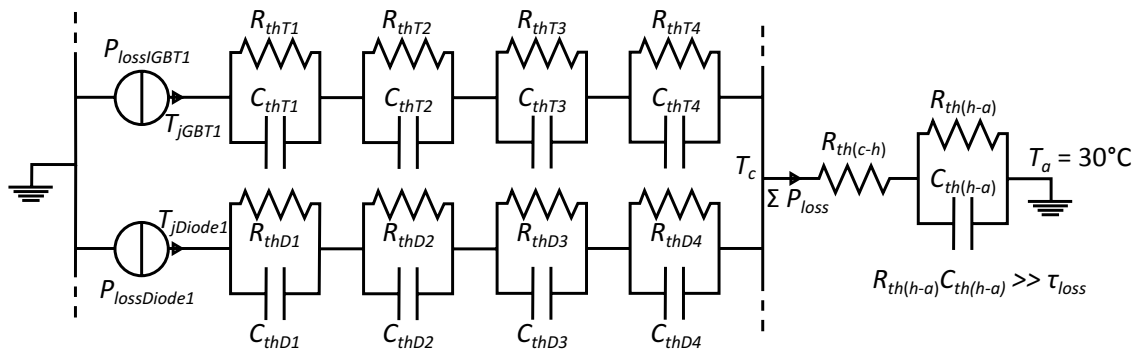 R_thT1 R_thT2 R_thT3 R_thT4
P_lossIGBT1
C_thT1 C_thT2 C_thT3 C_thT4
T_jGBT1
R_th(h-a)
R_th(c-h)
T_a = 30°C
T_c
C_th(h-a)
Σ P_loss
T_jDiode1
R_thD1 R_thD2 R_thD3 R_thD4
P_lossDiode1
R_th(h-a)C_th(h-a) >> τ_loss
C_thD1 C_thD2 C_thD3 C_thD4